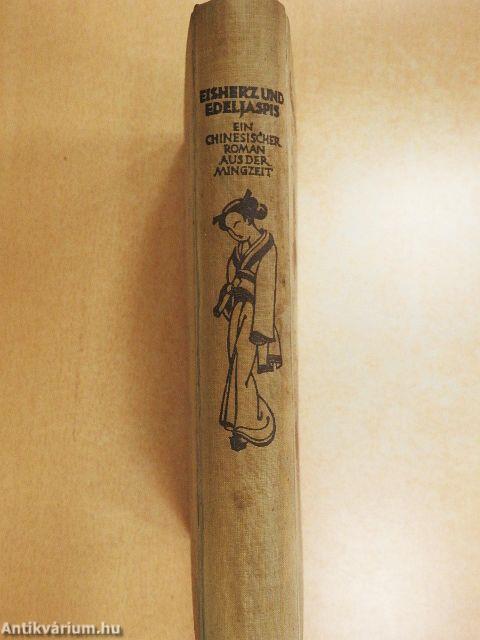 EISHERZ UND
EDELJASPIS
EIN
CHINESISCHER
ROMAN
AUS DER
MINGZEIT
Antikvárium.hu